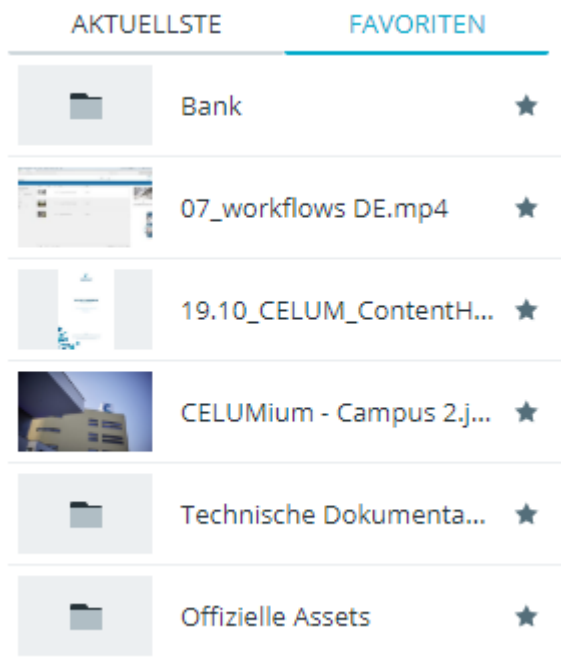 AKTUELLSTE FAVORITEN
Bank
07_workflows DE.mp4
19.10_CELUM_ContentH...
CELUMium - Campus 2.j...
Technische Dokumenta...
Offizielle Assets